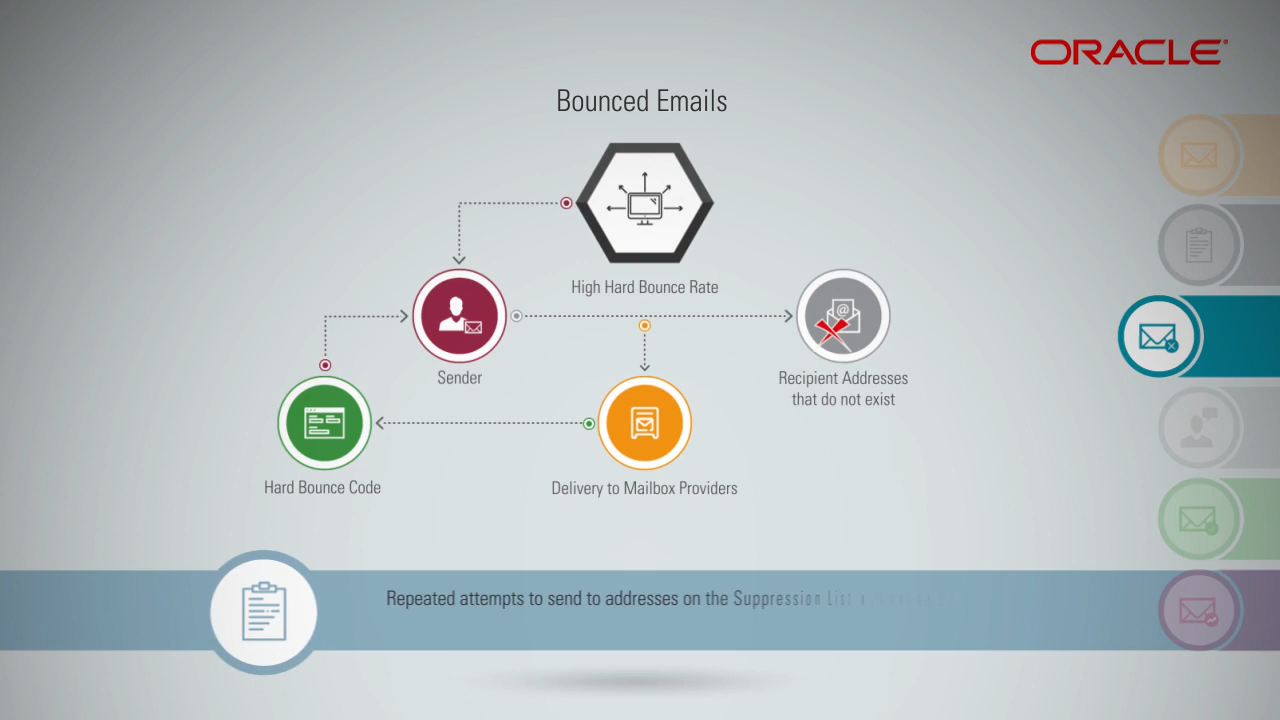 ORACLE
Bounced Emails
High Hard Bounce Rate
Sender
Recipient Addresses
that do not exist
Hard Bounce Code
Delivery to Mailbox Providers
Repeated attempts to send to addresses on the Suppression List